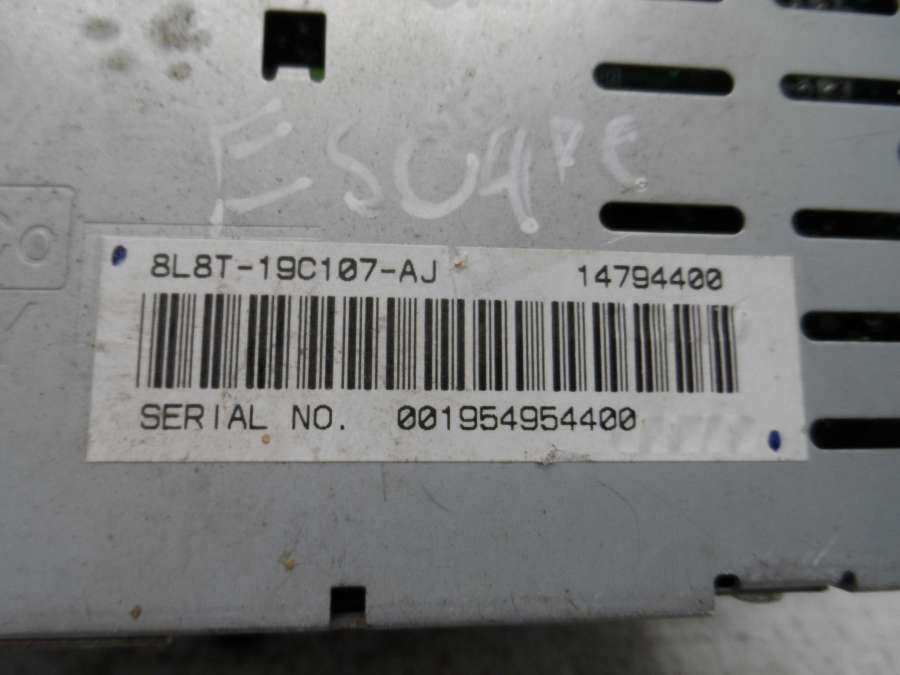 ESCAPE
8L8T-19C107-AJ 14794400
SERIAL NO. 001954954400